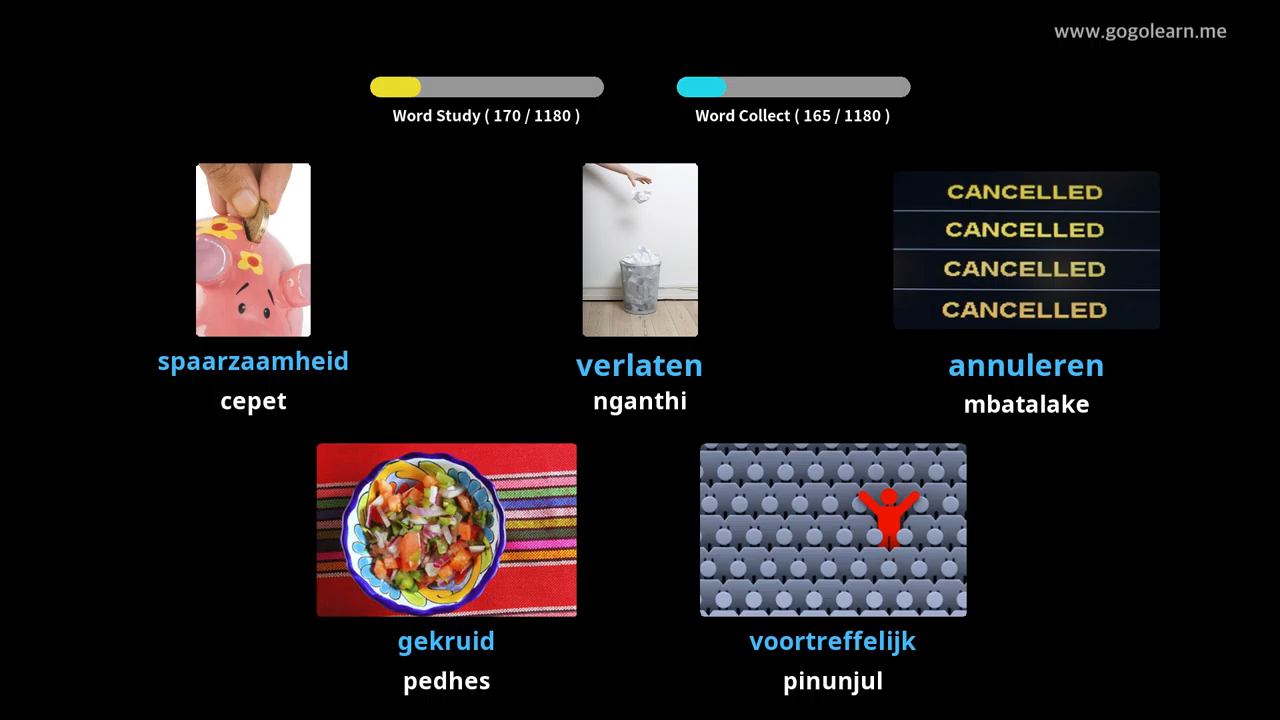 www.gogolearn.me
Word Study ( 170 / 1180 )
Word Collect ( 165 / 1180 )
CANCELLED
CANCELLED
CANCELLED
CANCELLED
spaarzaamheid
cepet
verlaten
nganthi
annuleren
mbatalake
gekruid
pedhes
voortreffelijk
pinunjul